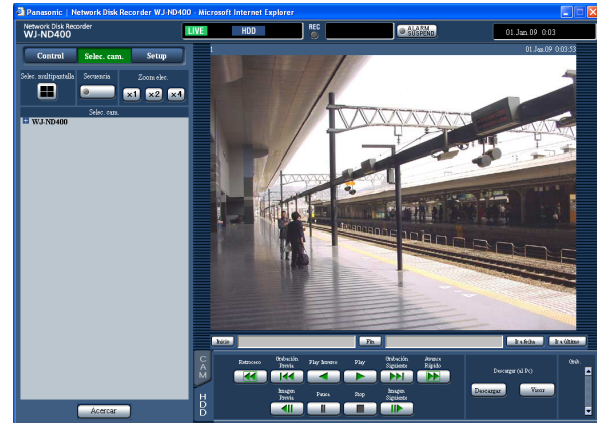 Panasonic | Network Disk Recorder WJ-ND400 - Microsoft Internet Explorer
Network Disk Recorder
WJ-ND400
LIVE HDD
REC
ALARM
SUSPEND
01.Jan.09 0:03
Control Selec. cam. Setup
Selec. multipantalla Secuencia Zoom elec.
x1 x2 x4
Selec. cam.
WJ-ND400
1
01.Jan.09 0:03:53
Inicio Fin Ir a fecha Ir a último
CAM
HDD
Retroceso Grabación Previa Play Inverso Play Grabación Siguiente Avance Rápido
Imagen Previa Pausa Stop Imagen Siguiente
Descargar (al Pc)
Descargar Visor
Grab.
Acercar